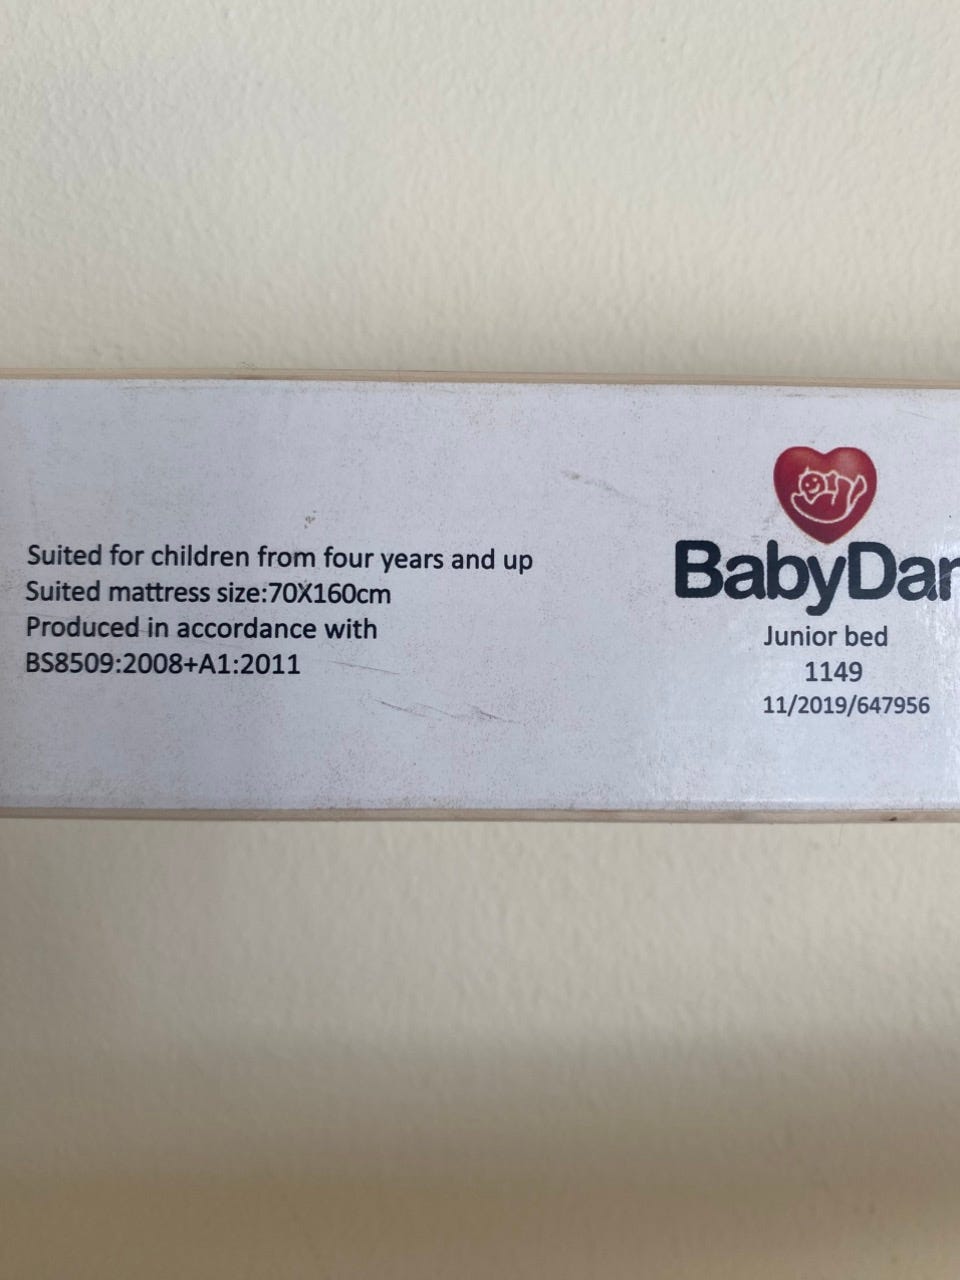 Suited for children from four years and up
Suited mattress size:70X160cm
Produced in accordance with
BS8509:2008+A1:2011
BabyDan
Junior bed
1149
11/2019/647956